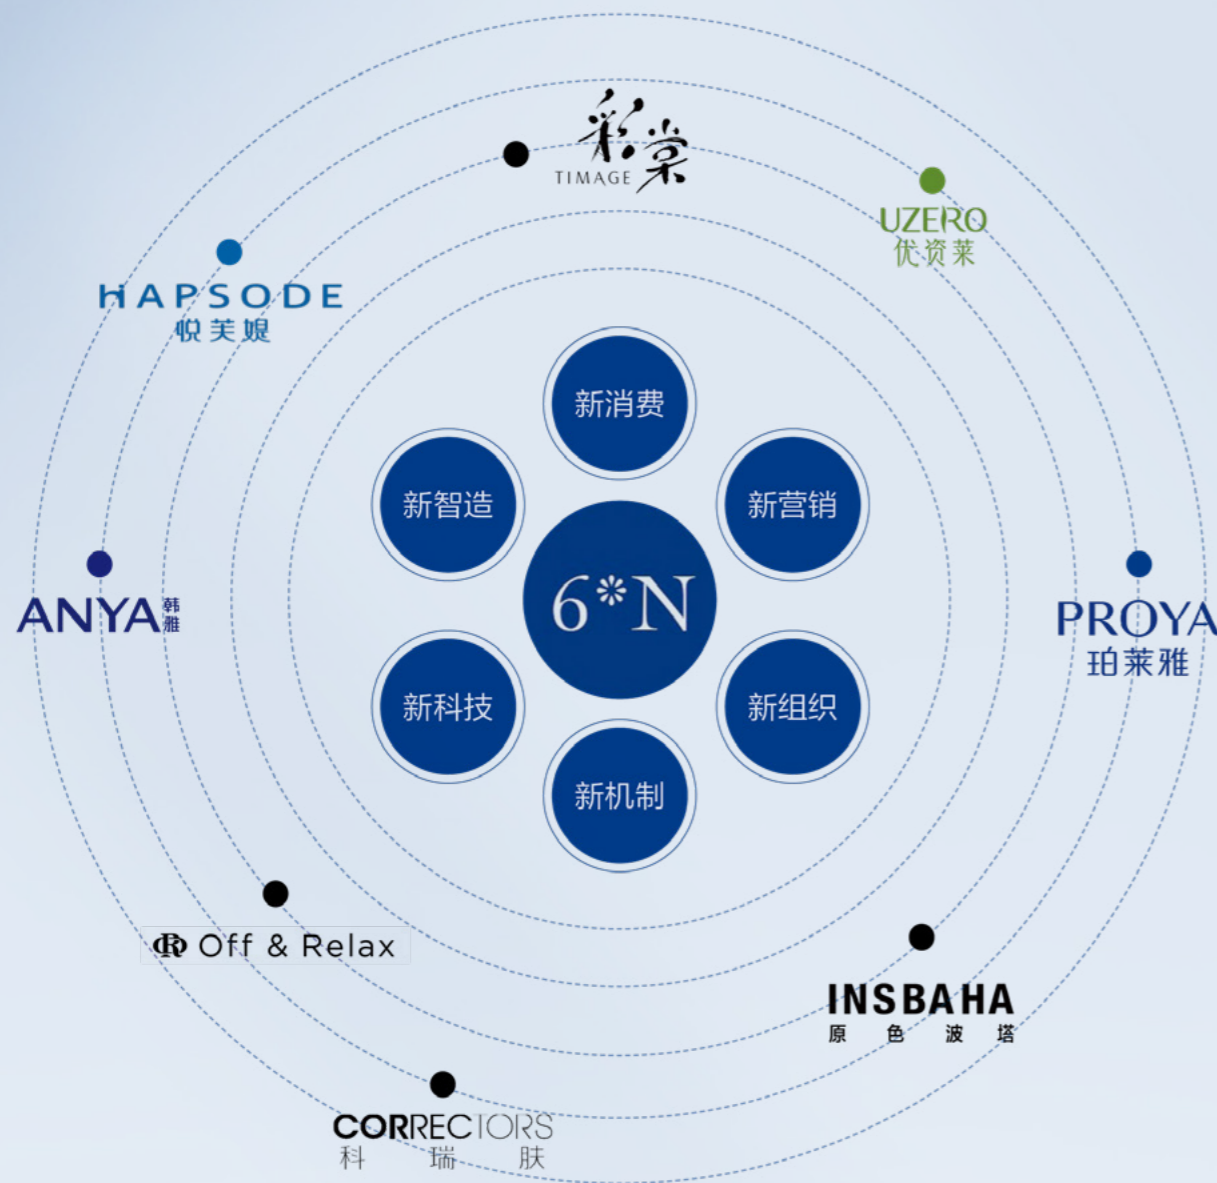 彩棠
TIMAGE
UZERO
优资莱
HAPSODE
悦芙媞
新消费
新智造
新营销
6*N
ANYA 韩雅
PROYA
珀莱雅
新科技
新组织
新机制
OR Off & Relax
INSBAHA
原色波塔
CORRECTORS
科瑞肤